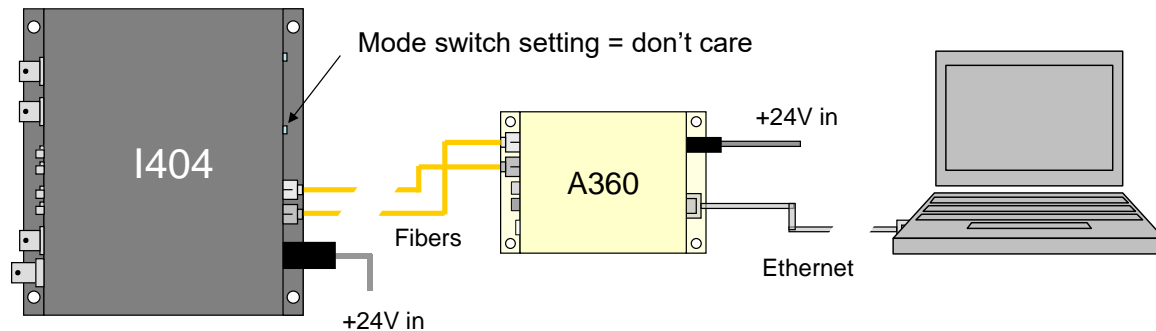 Mode switch setting = don't care
+24V in
I404
A360
Fibers
Ethernet
+24V in